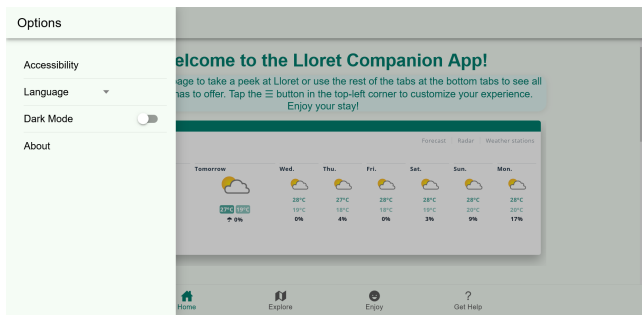 Options
Accessibility
Language
Dark Mode
About
elcome to the Lloret Companion App!
page to take a peek at Lloret or use the rest of the tabs at the bottom tabs to see all
has to offer. Tap the ☰ button in the top-left corner to customize your experience.
Enjoy your stay!
Forecast Radar Weather stations
Tomorrow Wed. Thu. Fri. Sat. Sun. Mon.
27°C 19°C 28°C 27°C 28°C 28°C 28°C 28°C
19°C 18°C 18°C 19°C 20°C 20°C
0% 0% 4% 0% 3% 9% 17%
Home Explore Enjoy Get Help